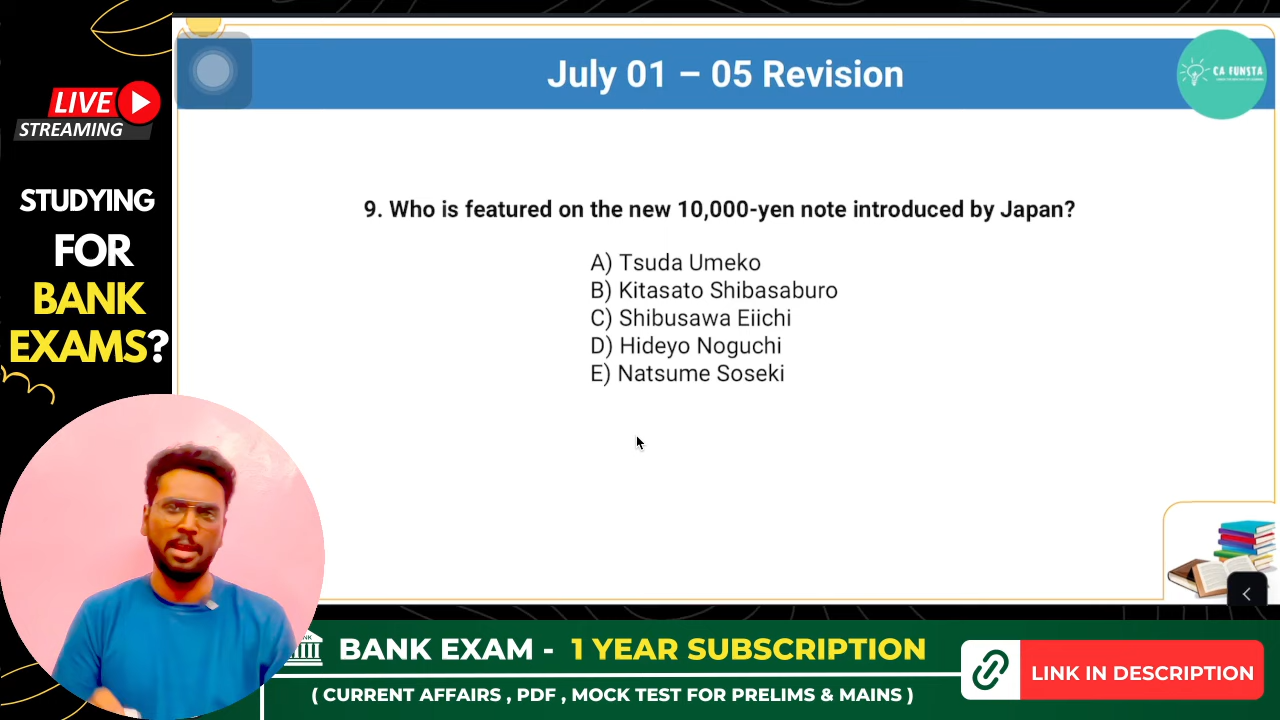 July 01 – 05 Revision
CA FUNSTA
LIVE
STREAMING
STUDYING
FOR
BANK
EXAMS?
9. Who is featured on the new 10,000-yen note introduced by Japan?
A) Tsuda Umeko
B) Kitasato Shibasaburo
C) Shibusawa Eiichi
D) Hideyo Noguchi
E) Natsume Soseki
BANK EXAM - 1 YEAR SUBSCRIPTION
( CURRENT AFFAIRS , PDF , MOCK TEST FOR PRELIMS & MAINS )
LINK IN DESCRIPTION